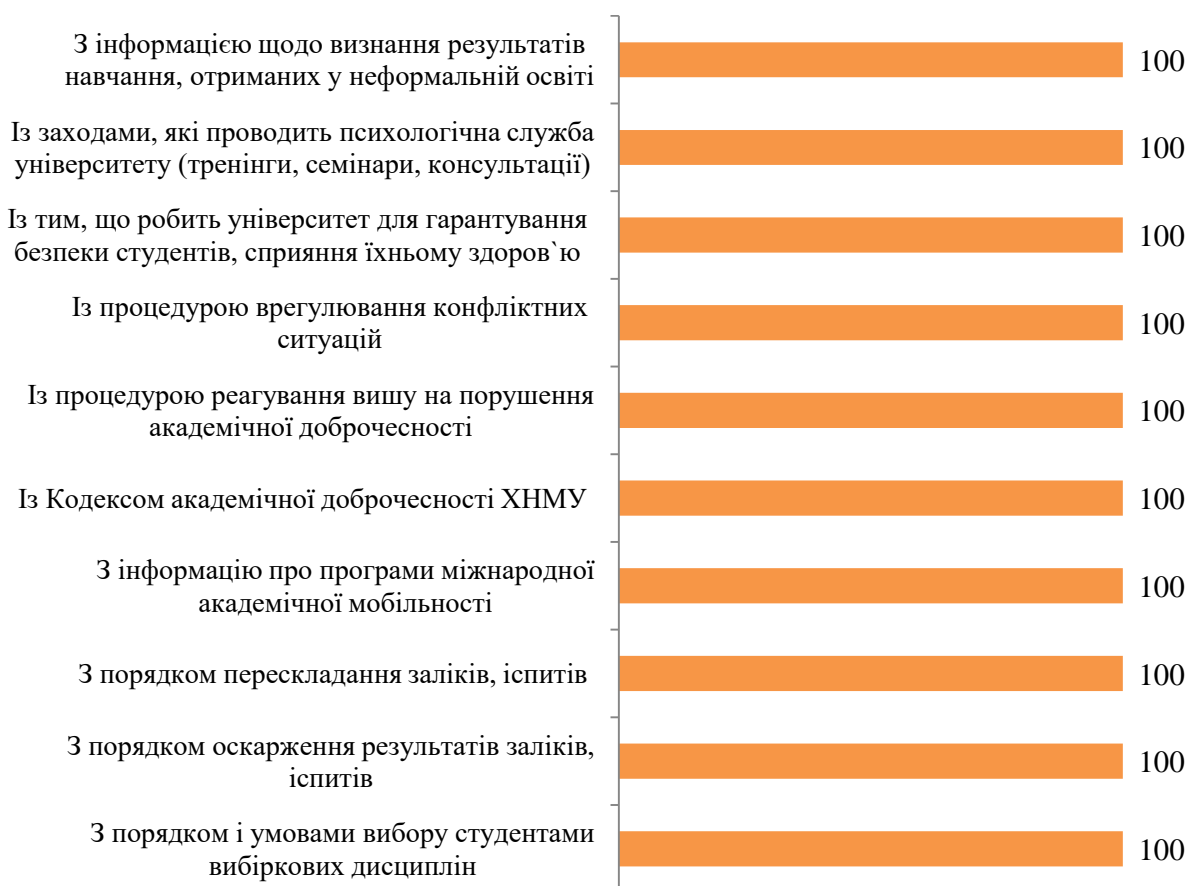 З інформацією щодо визнання результатів
навчання, отриманих у неформальній освіті
100
Із заходами, які проводить психологічна служба
університету (тренінги, семінари, консультації)
100
Із тим, що робить університет для гарантування
безпеки студентів, сприяння їхньому здоров`ю
100
Із процедурою врегулювання конфліктних
ситуацій
100
Із процедурою реагування вишу на порушення
академічної доброчесності
100
Із Кодексом академічної доброчесності ХНМУ
100
З інформацію про програми міжнародної
академічної мобільності
100
З порядком перескладання заліків, іспитів
100
З порядком оскарження результатів заліків,
іспитів
100
З порядком і умовами вибору студентами
вибіркових дисциплін
100